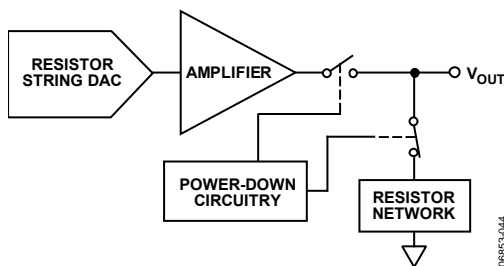 RESISTOR
STRING DAC
AMPLIFIER
VOUT
POWER-DOWN
CIRCUITRY
RESISTOR
NETWORK
06853-044